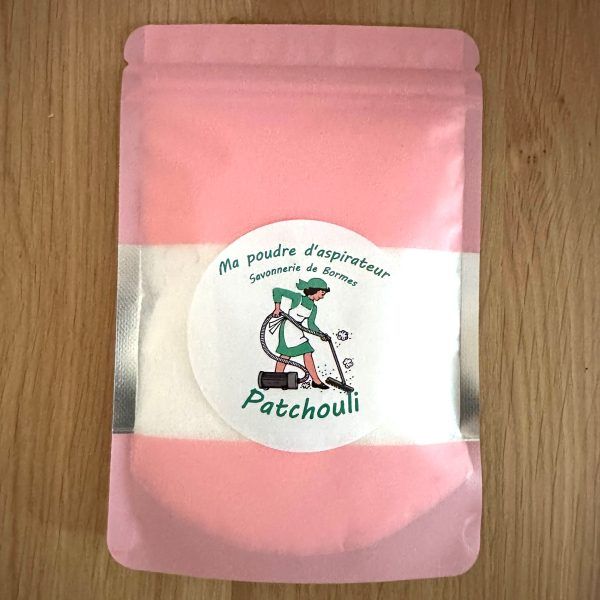 Ma poudre d'aspirateur
Savonnerie de Bormes
Patchouli